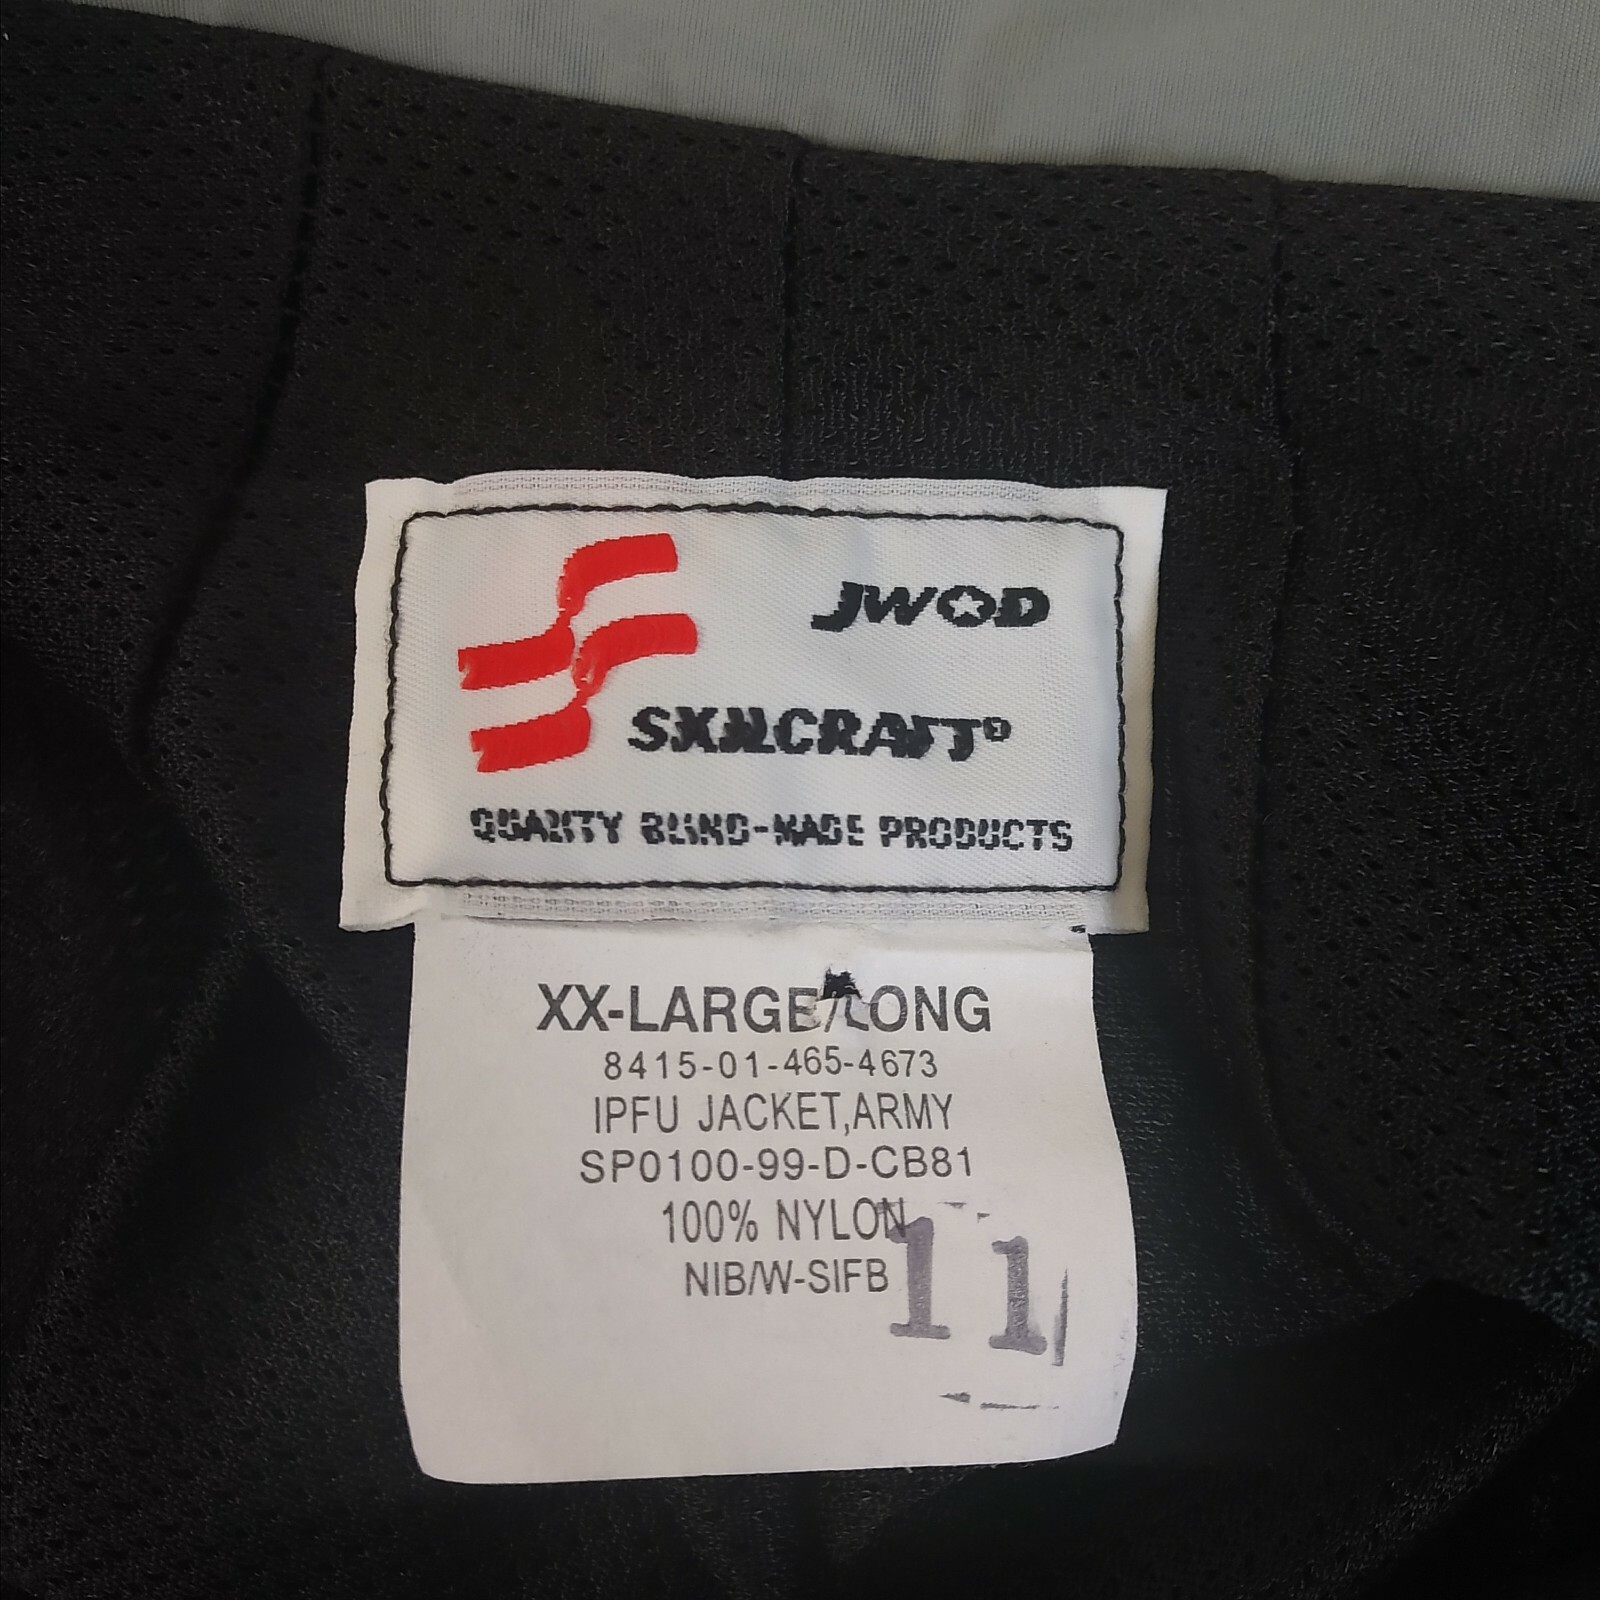 JWOD
SKILCRAFT®
QUALITY BLIND-MADE PRODUCTS
XX-LARGE/LONG
8415-01-465-4673
IPFU JACKET,ARMY
SP0100-99-D-CB81
100% NYLON
NIB/W-SIFB
11